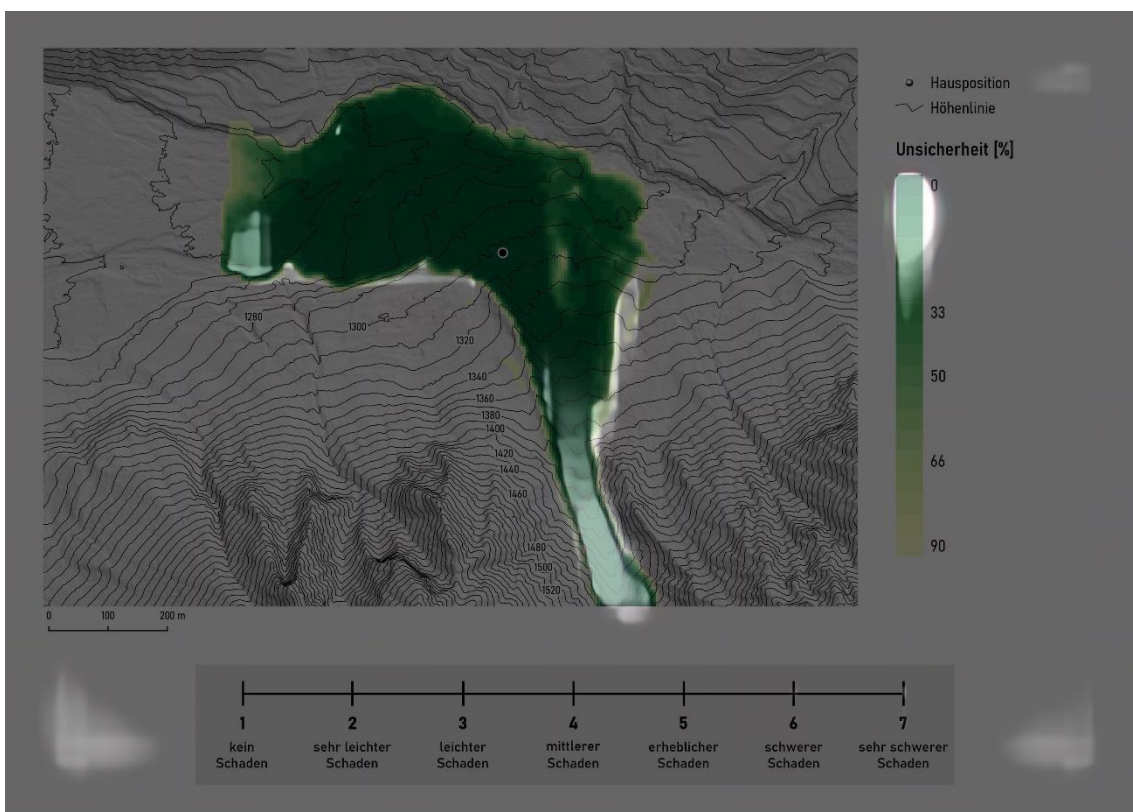 Hausposition
Höhenlinie
Unsicherheit [%]
0
33
50
66
90
1280
1300
1320
1340
1360
1380
1400
1420
1440
1460
1480
1500
1520
0 100 200 m
1 2 3 4 5 6 7
kein sehr leichter leichter mittlerer erheblicher schwerer sehr schwerer
Schaden Schaden Schaden Schaden Schaden Schaden Schaden